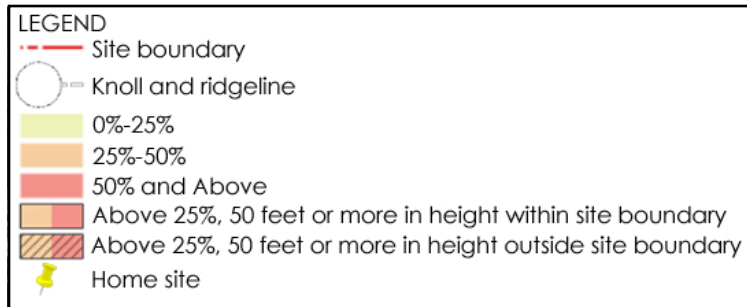 LEGEND
Site boundary
Knoll and ridgeline
0%-25%
25%-50%
50% and Above
Above 25%, 50 feet or more in height within site boundary
Above 25%, 50 feet or more in height outside site boundary
Home site